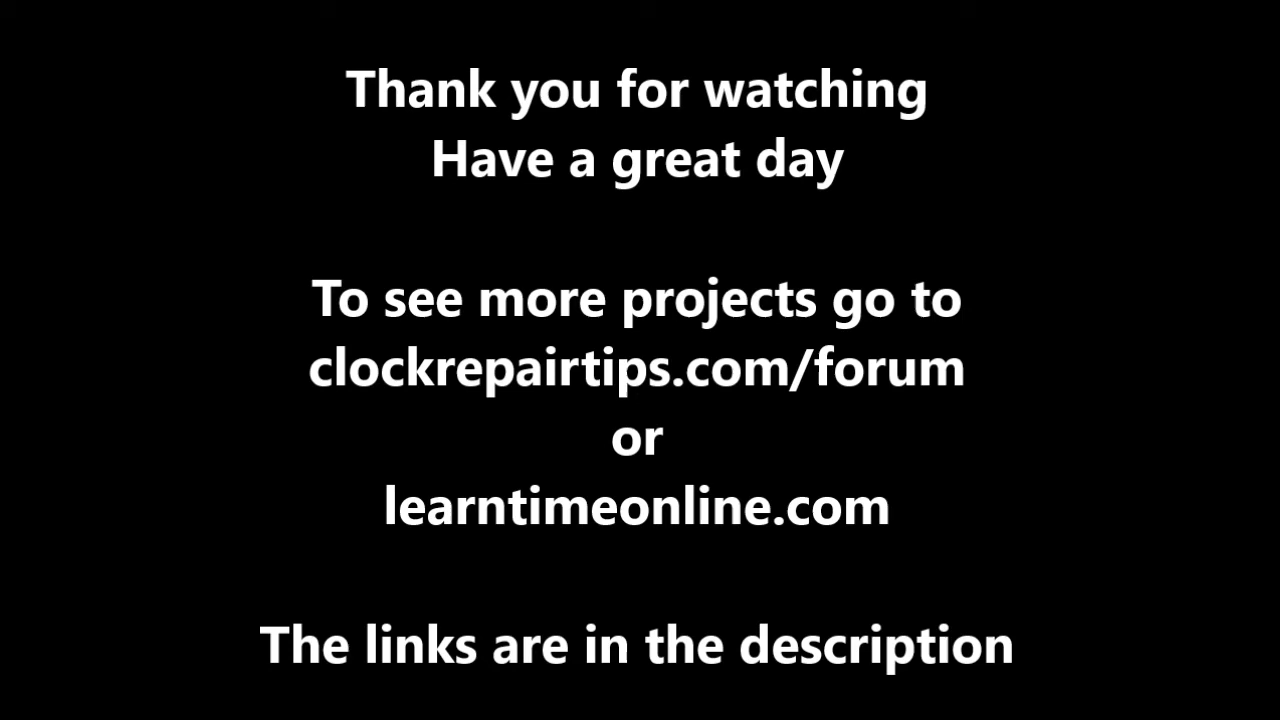 Thank you for watching
Have a great day
To see more projects go to
clockrepairtips.com/forum
or
learntimeonline.com
The links are in the description